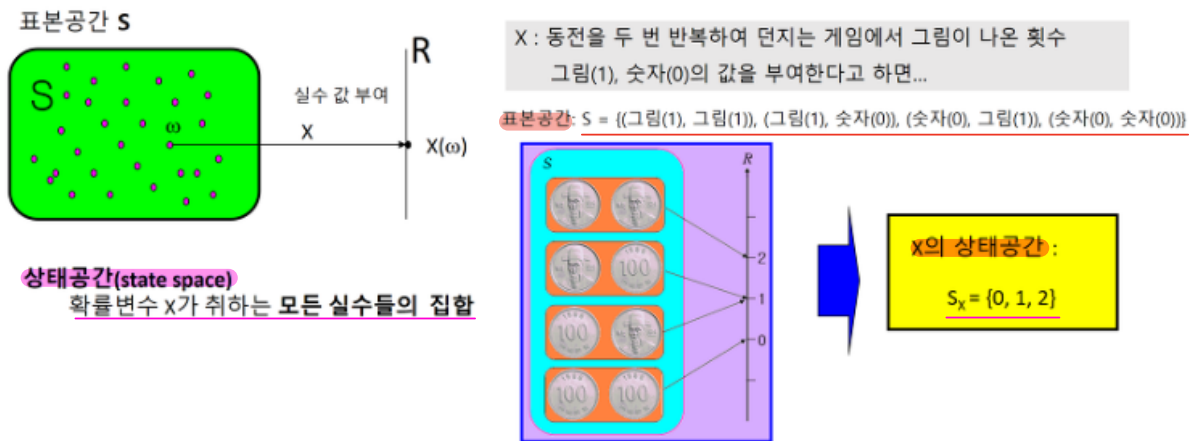 표본공간 S
S
ω
실수 값 부여
X
R
X(ω)
상태공간(state space)
확률변수 X가 취하는 모든 실수들의 집합
X : 동전을 두 번 반복하여 던지는 게임에서 그림이 나온 횟수
그림(1), 숫자(0)의 값을 부여한다고 하면...
표본공간: S = {(그림(1), 그림(1)), (그림(1), 숫자(0)), (숫자(0), 그림(1)), (숫자(0), 숫자(0))}
S
R
100
100
100
100
2
1
0
X의 상태공간 :
Sx = {0, 1, 2}